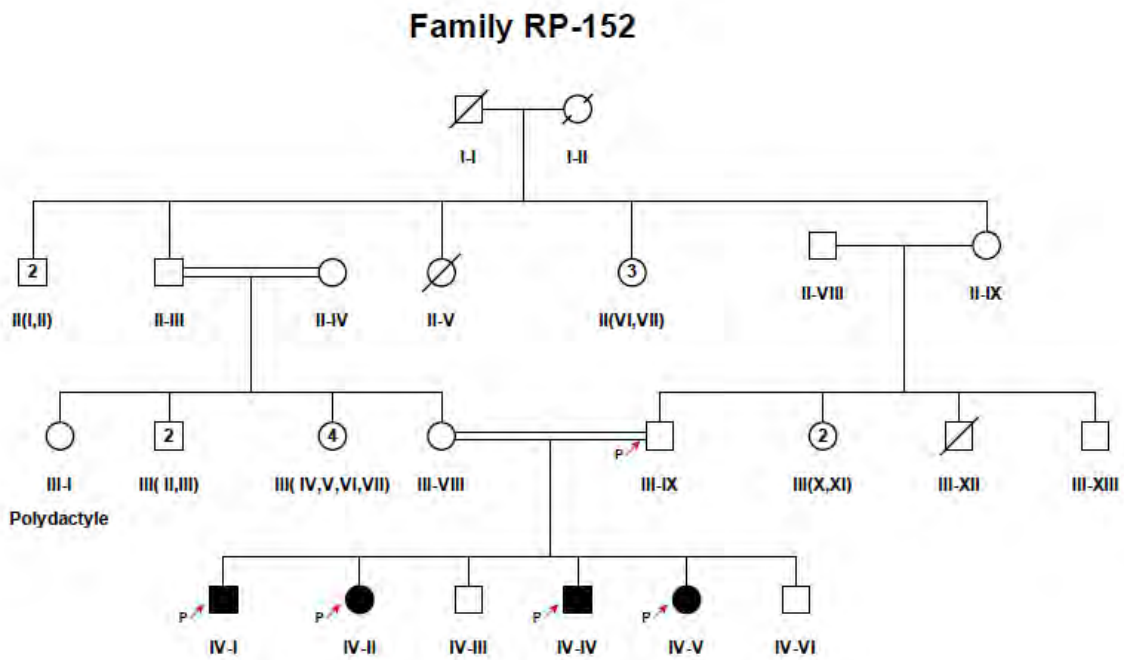 Family RP-152
I-I I-II
2 3
II(I,II) II-III II-IV II-V II(VI,VII) II-VIII II-IX
2 4 P 2
III-I III( II,III) III( IV,V,VI,VII) III-VIII III-IX III(X,XI) III-XII III-XIII
Polydactyle
P P P P
IV-I IV-II IV-III IV-IV IV-V IV-VI